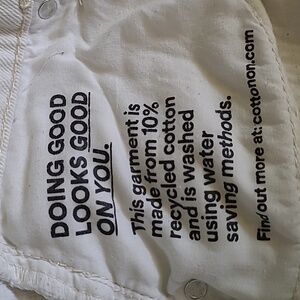 DOING GOOD
LOOKS GOOD
ON YOU.
This garment is
made from 10%
recycled cotton
and is washed
using water
saving methods.
Find out more at: cottonon.com